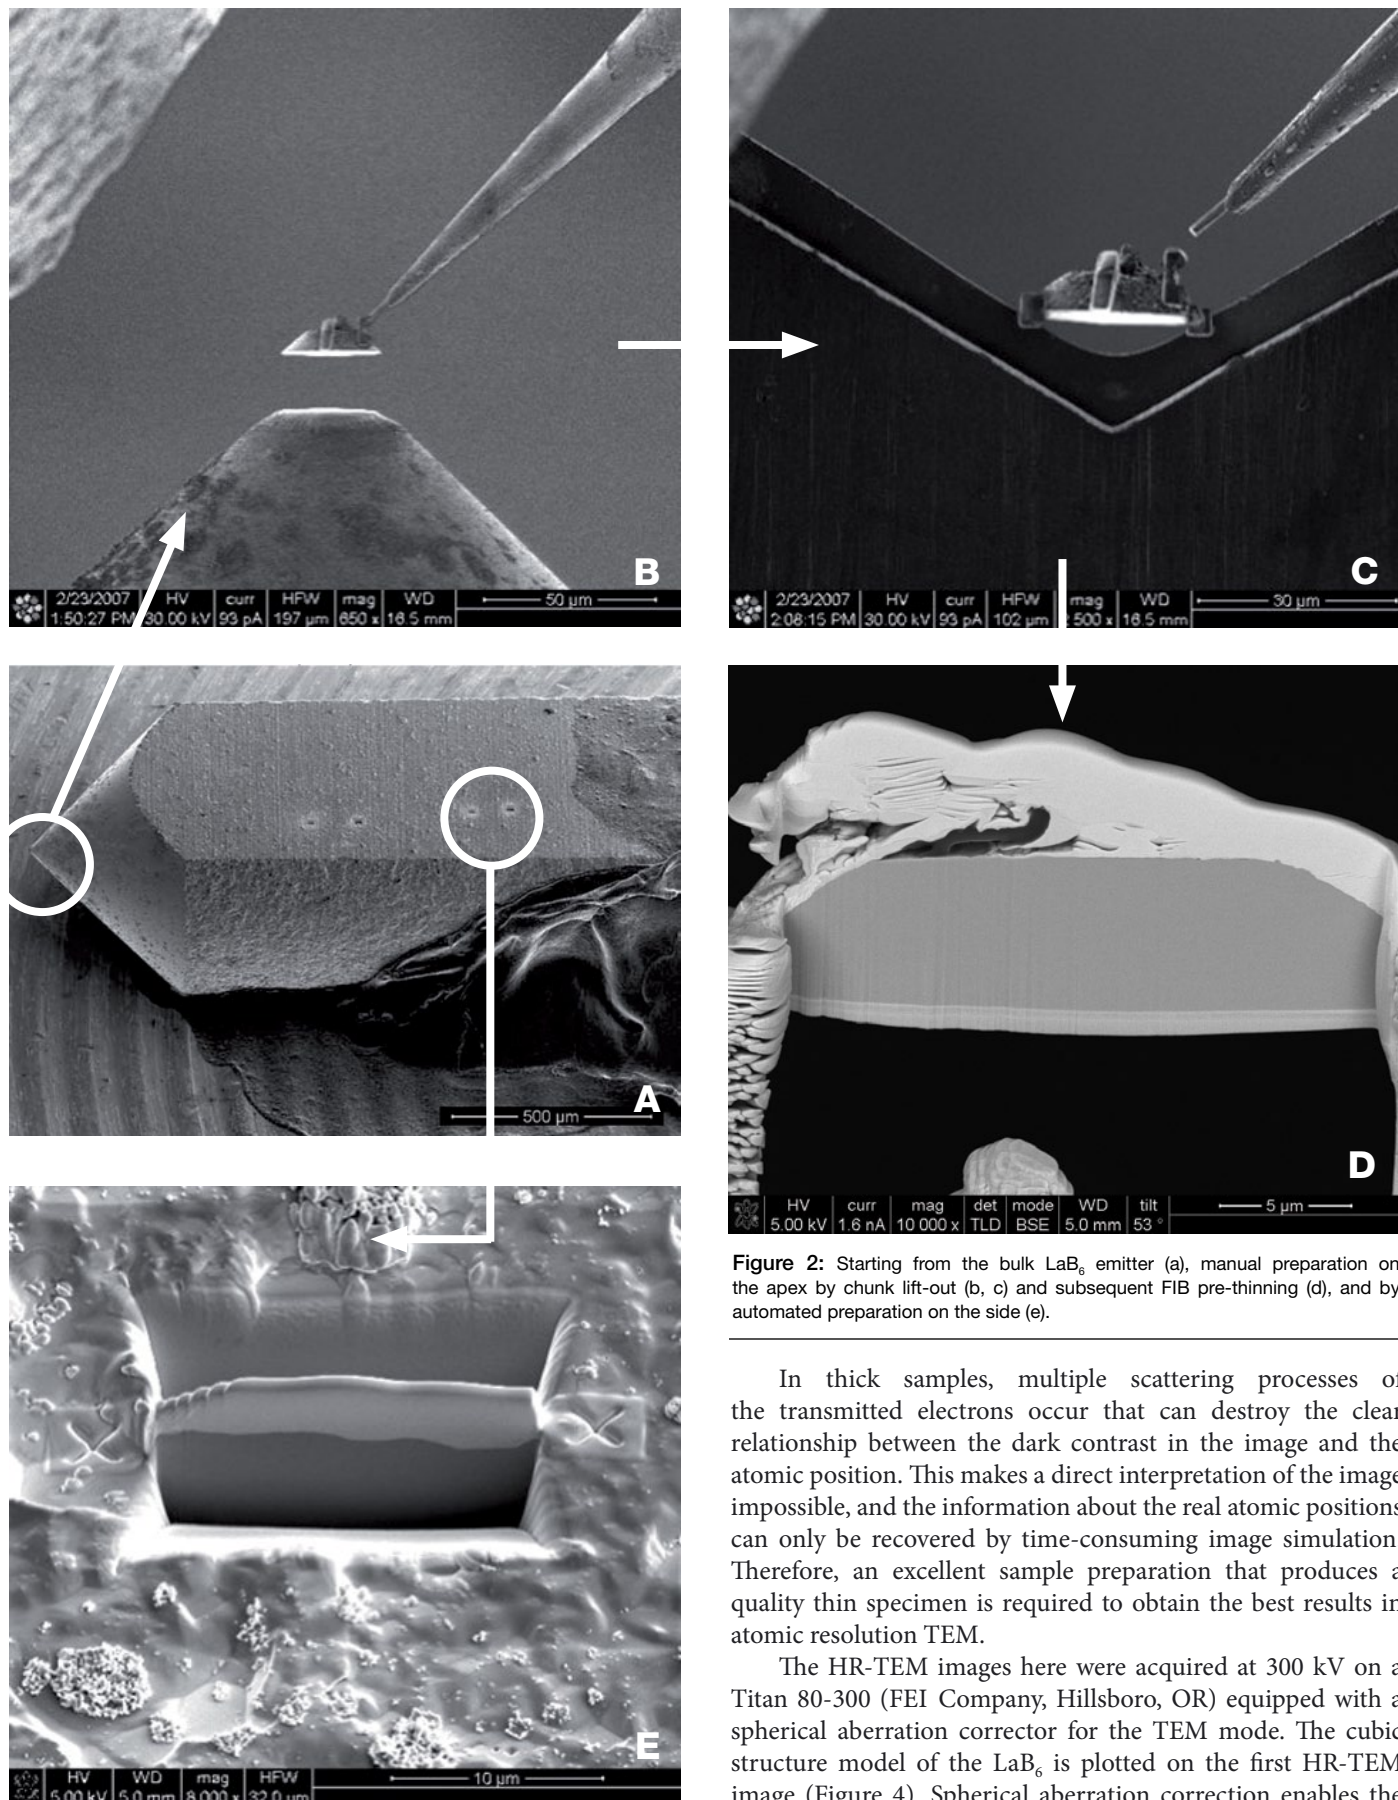 B
2/23/2007 HV curr HFW mag WD 50 µm
1:50:27 PM 30.00 kV 93 pA 197 µm 650 x 16.5 mm
C
2/23/2007 HV curr HFW mag WD 30 µm
2:08:15 PM 30.00 kV 93 pA 102 µm 500 x 16.5 mm
A
500 µm
D
HV curr mag det mode WD tilt 5 µm
5.00 kV 1.6 nA 10 000 x TLD BSE 5.0 mm 53 °
E
HV WD mag HFW 10 µm
5.00 kV 5.0 mm 8 000 x 32.0 µm
Figure 2: Starting from the bulk LaB₆ emitter (a), manual preparation on
the apex by chunk lift-out (b, c) and subsequent FIB pre-thinning (d), and by
automated preparation on the side (e).
In thick samples, multiple scattering processes of
the transmitted electrons occur that can destroy the clear
relationship between the dark contrast in the image and the
atomic position. This makes a direct interpretation of the image
impossible, and the information about the real atomic positions
can only be recovered by time-consuming image simulation
Therefore, an excellent sample preparation that produces a
quality thin specimen is required to obtain the best results in
atomic resolution TEM.
The HR-TEM images here were acquired at 300 kV on a
Titan 80-300 (FEI Company, Hillsboro, OR) equipped with a
spherical aberration corrector for the TEM mode. The cubic
structure model of the LaB₆ is plotted on the first HR-TEM
image (Figure 4). Spherical aberration correction enables the